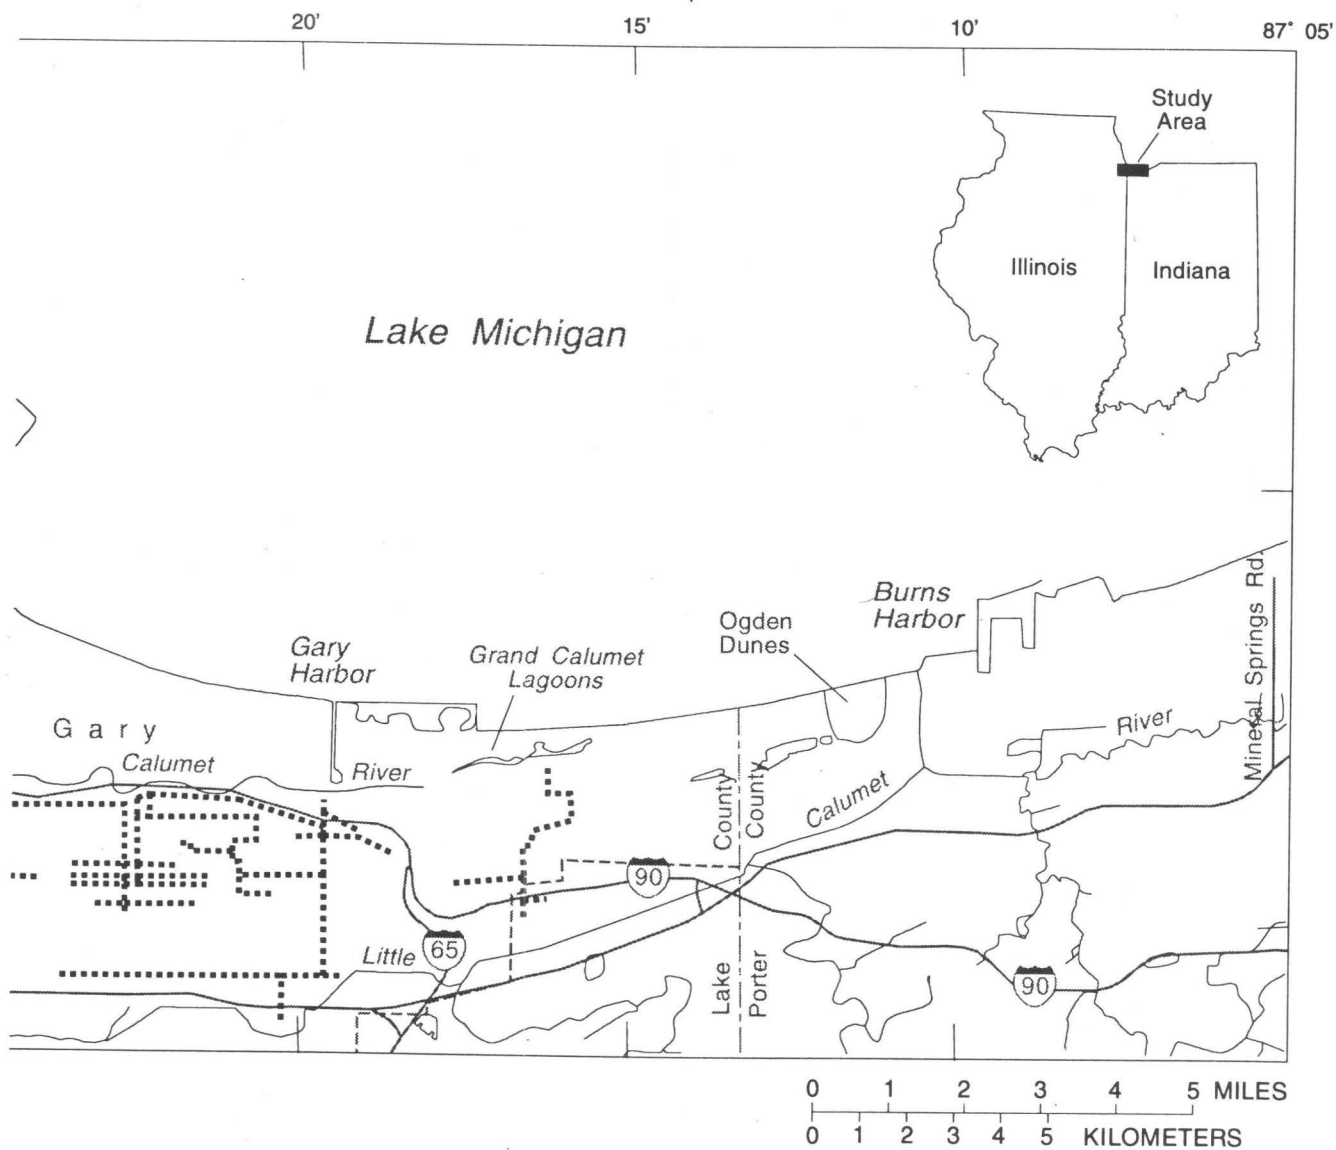 20' 15' 10' 87° 05'
Study
Area
Illinois
Indiana
Lake Michigan
Burns
Harbor
Ogden
Dunes
Gary
Harbor
Grand Calumet
Lagoons
Mineral Springs Rd.
Gary
Calumet
River
River
Calumet
County
County
90
65
Little
90
Lake
Porter
0 1 2 3 4 5 MILES
0 1 2 3 4 5 KILOMETERS